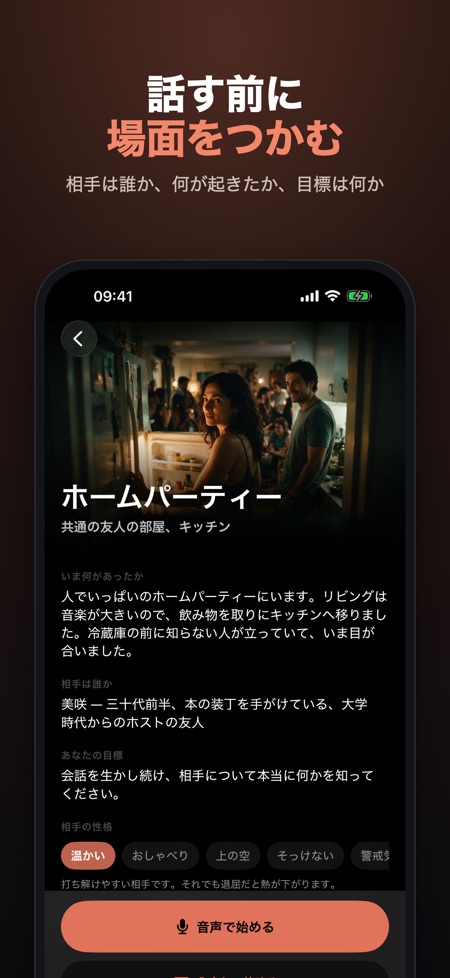 話す前に
場面をつかむ
相手は誰か、何が起きたか、目標は何か
09:41
ホームパーティー
共通の友人の部屋、キッチン
いま何があったか
人でいっぱいのホームパーティーにいます。リビングは
音楽が大きいので、飲み物を取りにキッチンへ移りまし
た。冷蔵庫の前に知らない人が立っていて、いま目が
合いました。
相手は誰か
美咲 — 三十代前半、本の装丁を手がけている、大学
時代からのホストの友人
あなたの目標
会話を生かし続け、相手について本当に何かを知って
ください。
相手の性格
温かい おしゃべり 上の空 そっけない 警戒
打ち解けやすい相手です。それでも退屈だと熱が下がります。
音声で始める